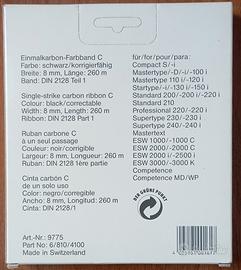 Einmalkarbon-Farbband C
Farbe: schwarz/korrigierfähig
Breite: 8 mm, Länge: 260 m
Band: DIN 2128 Teil 1
Single-strike carbon ribbon C
Colour: black/correctable
Width: 8 mm, Length: 260 m
Ribbon: DIN 2128 Part 1
Ruban carbone C
à un seul passage
Couleur: noir/corrigible
Largeur: 8 mm, Longueur: 260 m
Ruban: DIN 2128 1ère partie
Cinta carbón C
de un solo uso
Color: negro/corregible
Ancho: 8 mm, Longitud: 260 m
Cinta: DIN 2128/1
Art.-Nr.: 9775
Part No. 6/810/4100
Made in Switzerland
für/for/pour/para:
Compact S/-i
Mastertype/-D/-i/-100 i
Mastertype 110 i/-120 i
Startype/-i/-130 i/-150 i
Standard 200/-200 i/-220 i
Standard 210
Professional 220/-220 i
Supertype 230/-230 i
Supertype 240/-240 i
Mastertext
ESW 1000/-1000 C
ESW 2000/-2000 C
ESW 2000 i/-2500 i
ESW 3000/-3000 K
Competence
Competence MD/WP
DER GRÜNE PUNKT